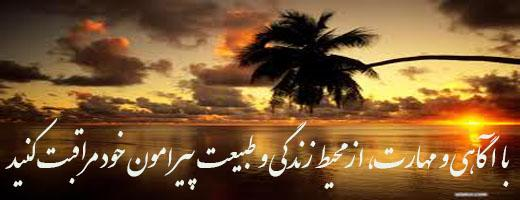 با آگاهی و مهارت، از محیط زندگی و طبیعت پیرامون خود مراقبت کنید